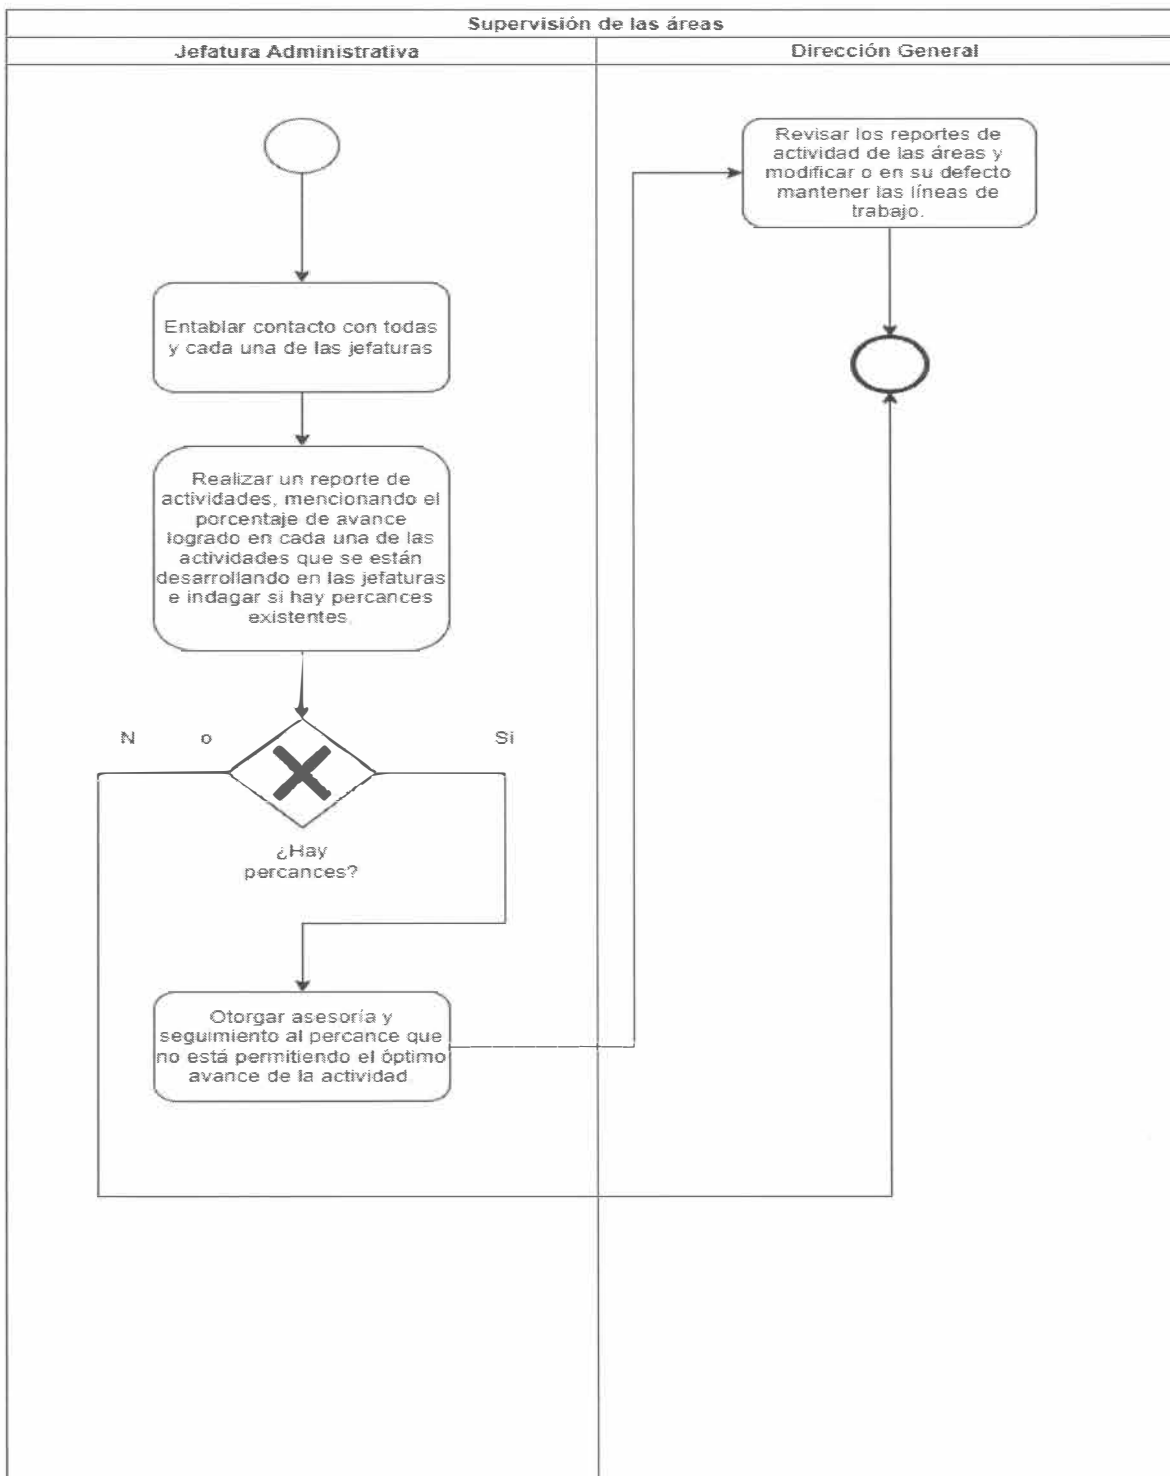 Supervisión de las áreas
Jefatura Administrativa
Dirección General
Revisar los reportes de
actividad de las áreas y
modificar o en su defecto
mantener las líneas de
trabajo.
Entablar contacto con todas
y cada una de las jefaturas
Realizar un reporte de
actividades, mencionando el
porcentaje de avance
logrado en cada una de las
actividades que se están
desarrollando en las jefaturas
e indagar si hay percances
existentes.
N o
Si
¿Hay
percances?
Otorgar asesoría y
seguimiento al percance que
no está permitiendo el óptimo
avance de la actividad